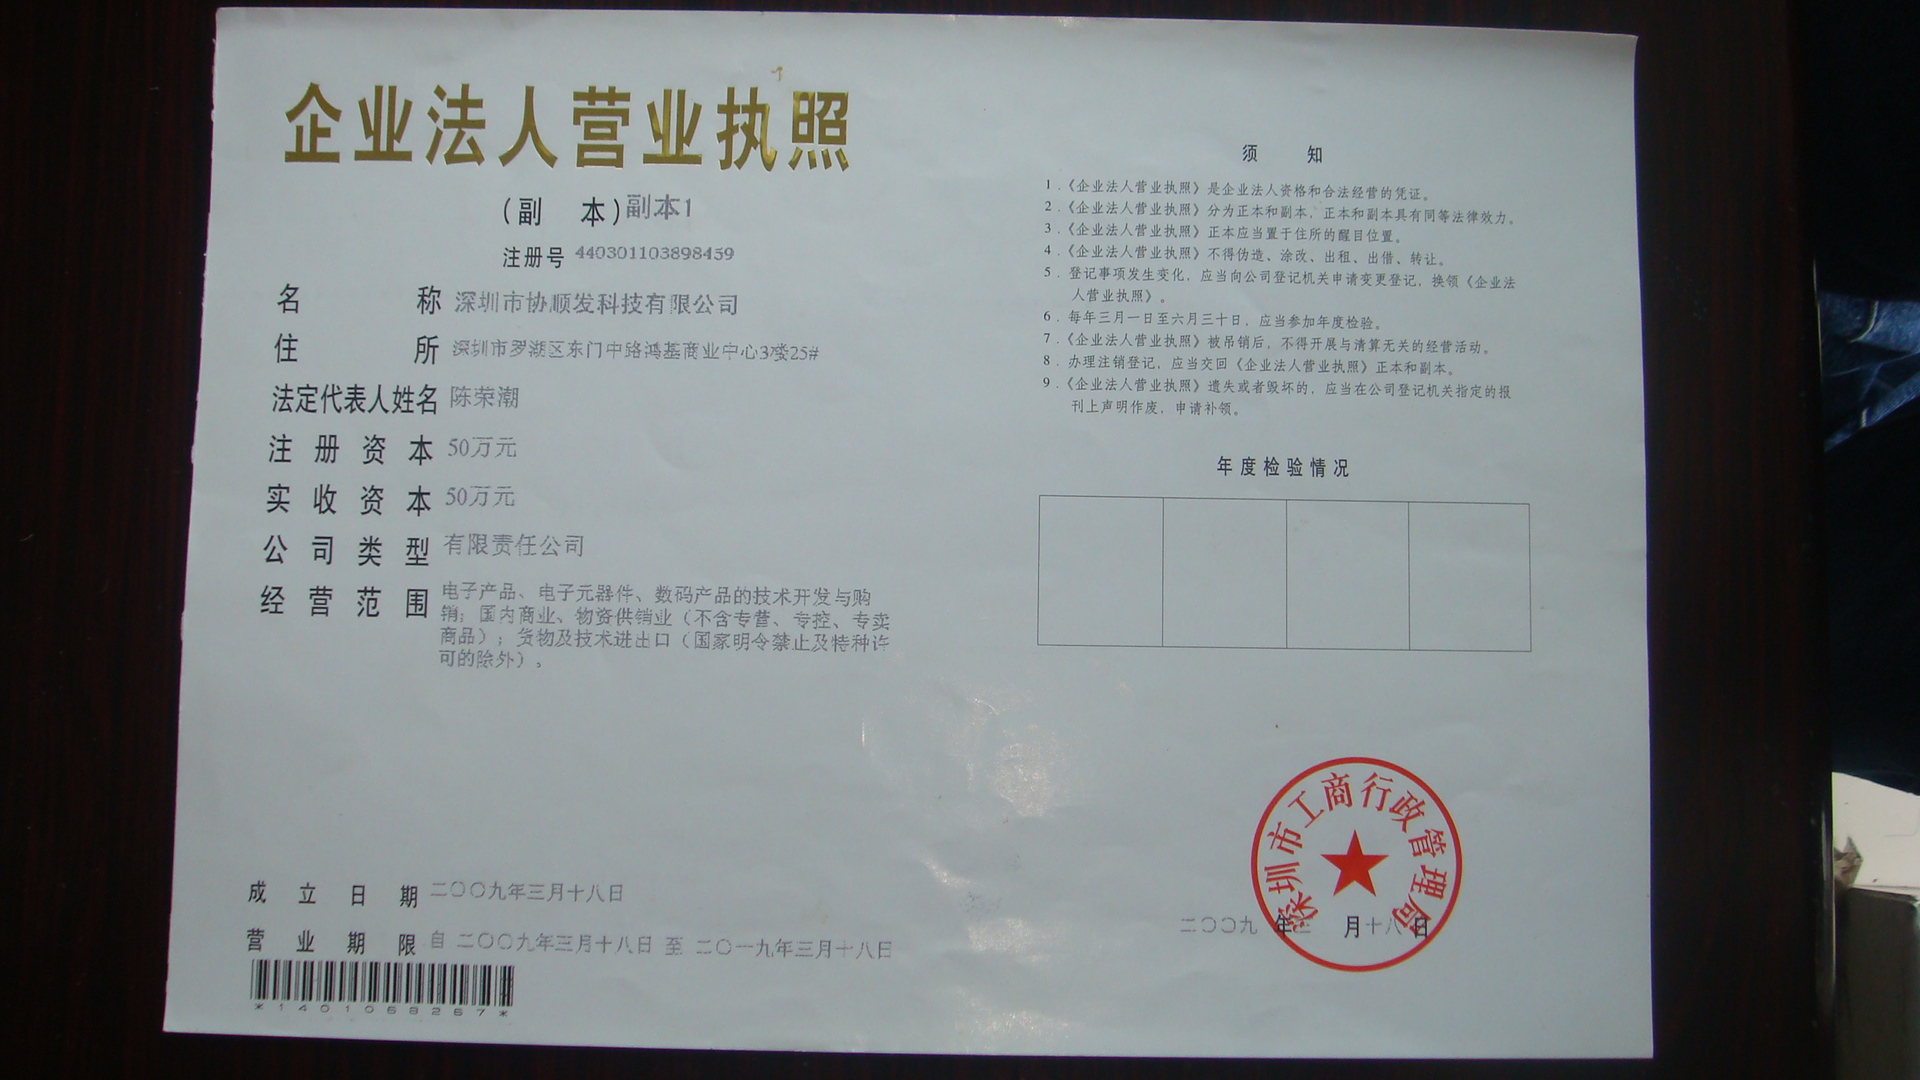 企业法人营业执照
(副 本)副本1
注册号 440301103898459
名 称 深圳市协顺发科技有限公司
住 所 深圳市罗湖区东门中路鸿基商业中心3楼25#
法定代表人姓名 陈荣潮
注册资本 50万元
实收资本 50万元
公司类型 有限责任公司
经营范围 电子产品、电子元器件、数码产品的技术开发与购
销；国内商业、物资供销业（不含专营、专控、专卖
商品）；货物及技术进出口（国家明令禁止及特种许
可的除外）。
成立日期 二〇〇九年三月十八日
营业期限 自 二〇〇九年三月十八日 至 二〇一九年三月十八日
*1401068267*
须 知
1.《企业法人营业执照》是企业法人资格和合法经营的凭证。
2.《企业法人营业执照》分为正本和副本，正本和副本具有同等法律效力。
3.《企业法人营业执照》正本应当置于住所的醒目位置。
4.《企业法人营业执照》不得伪造、涂改、出租、出借、转让。
5.登记事项发生变化，应当向公司登记机关申请变更登记，换领《企业法
人营业执照》。
6.每年三月一日至六月三十日，应当参加年度检验。
7.《企业法人营业执照》被吊销后，不得开展与清算无关的经营活动。
8.办理注销登记，应当交回《企业法人营业执照》正本和副本。
9.《企业法人营业执照》遗失或者毁坏的，应当在公司登记机关指定的报
刊上声明作废，申请补领。
年度检验情况
深圳市工商行政管理局
二〇〇九 年三 月十八日